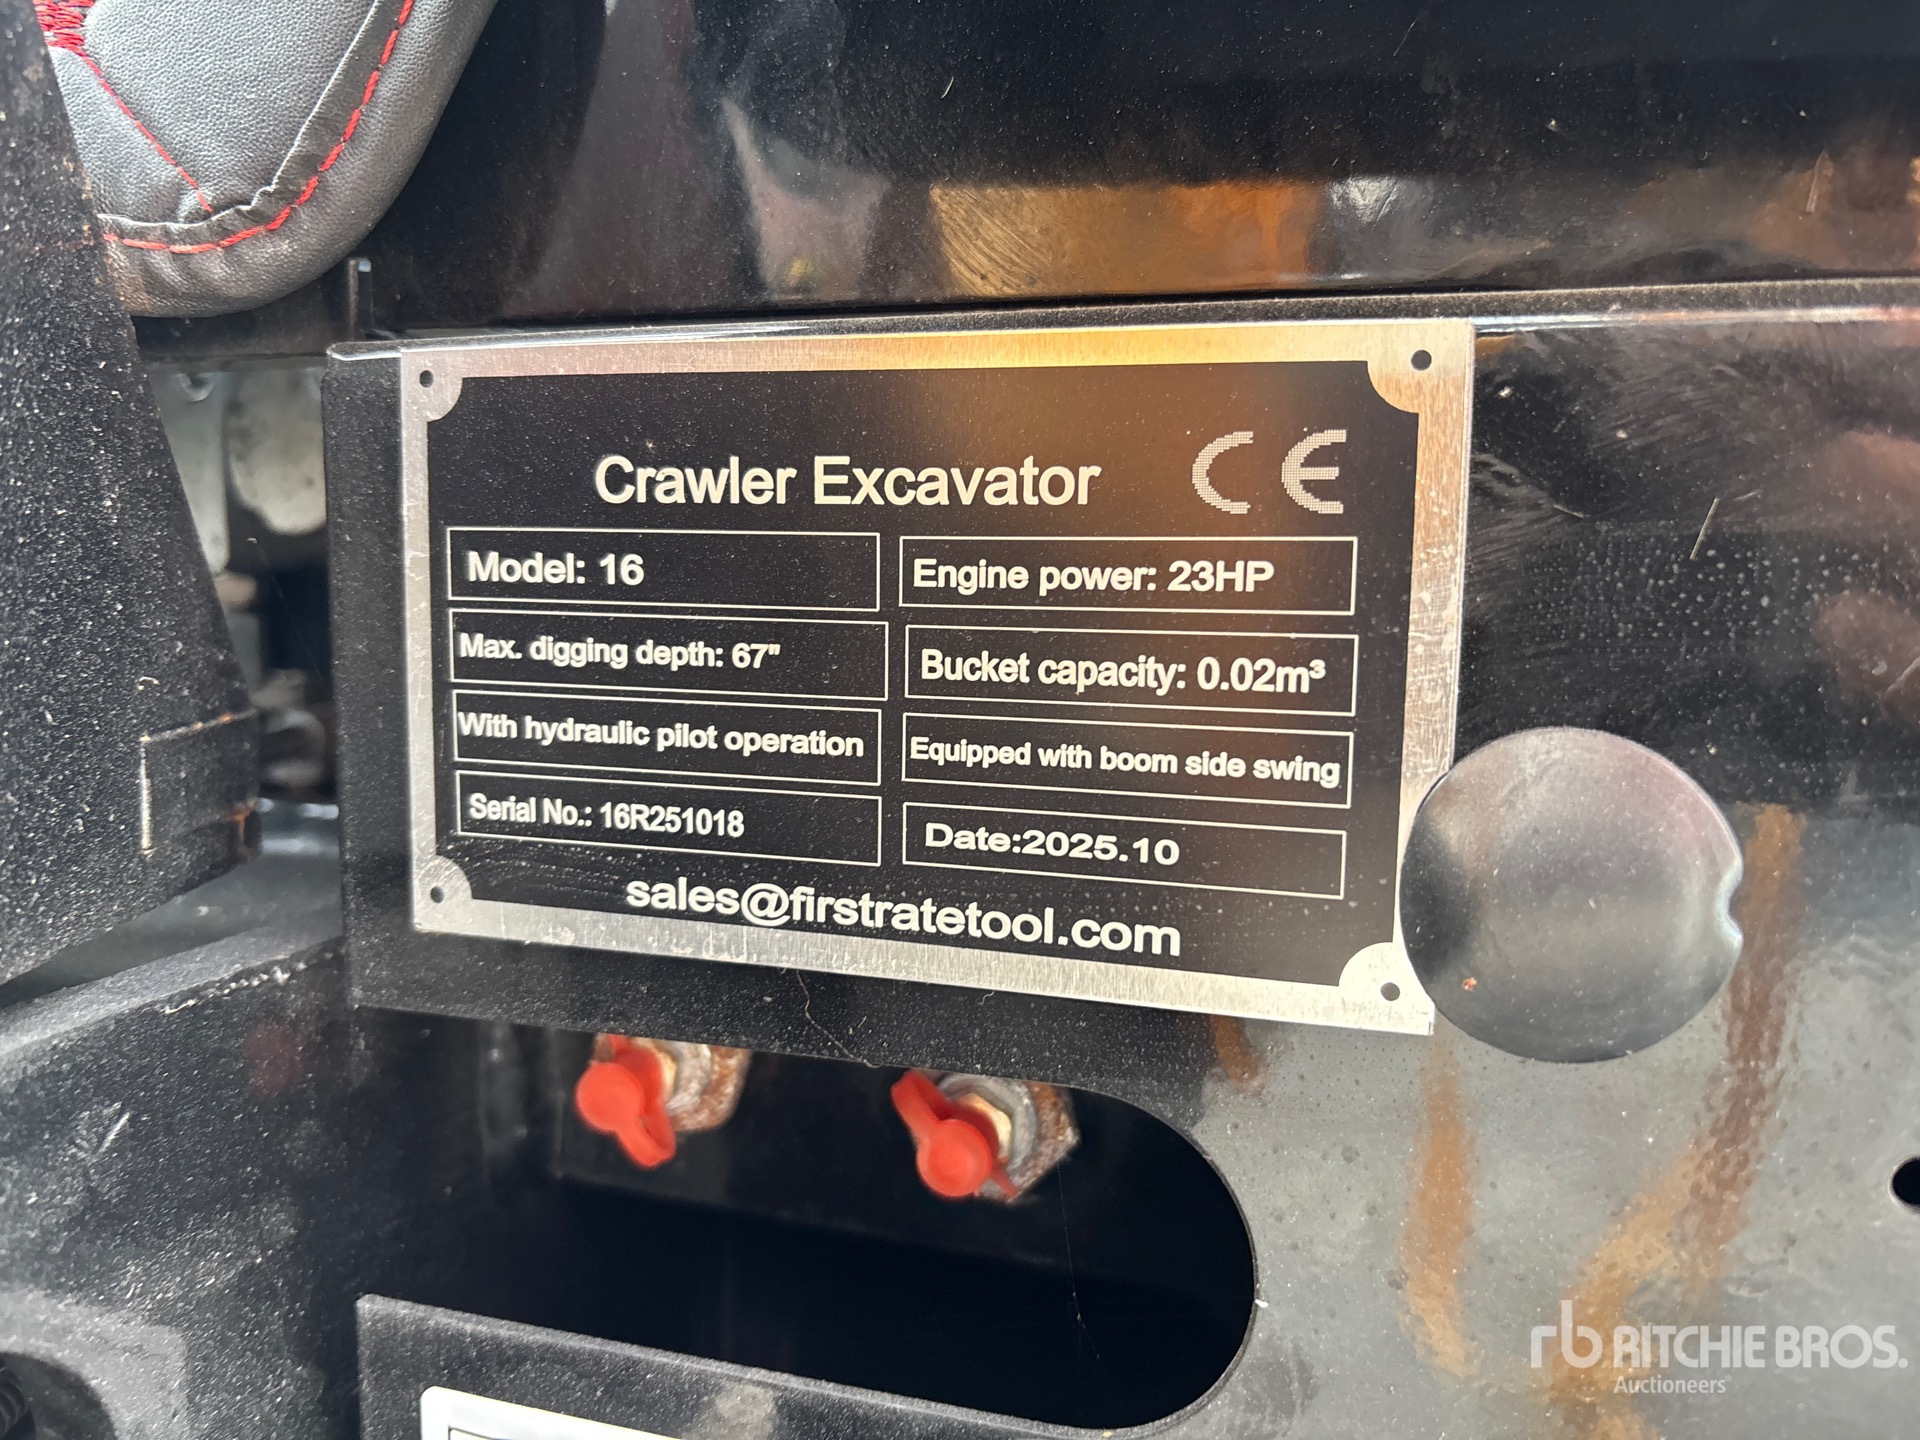 Crawler Excavator CE
Model: 16
Engine power: 23HP
Max. digging depth: 67"
Bucket capacity: 0.02m³
With hydraulic pilot operation
Equipped with boom side swing
Serial No.: 16R251018
Date:2025.10
sales@firstratetool.com
rb RITCHIE BROS.
Auctioneers